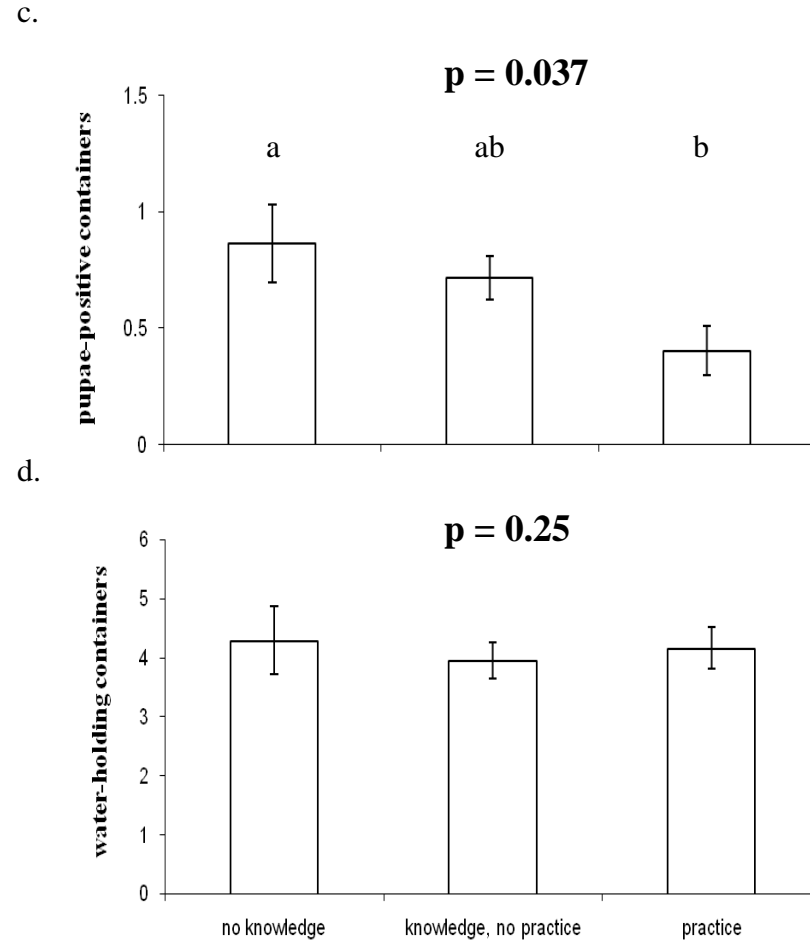 c.
p = 0.037
pupae-positive containers
1.5
1
0.5
0
a
ab
b
d.
p = 0.25
water-holding containers
6
5
4
3
2
1
0
no knowledge
knowledge, no practice
practice